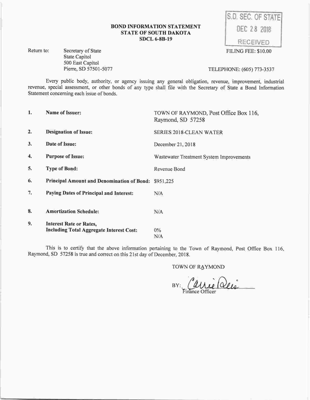 BOND INFORMATION STATEMENT
STATE OF SOUTH DAKOTA
SDCL 6-8B-19
S.D. SEC. OF STATE
DEC 28 2018
RECEIVED
Return to: Secretary of State FILING FEE: $10.00
State Capitol
500 East Capitol
Pierre, SD 57501-5077 TELEPHONE: (605) 773-3537
Every public body, authority, or agency issuing any general obligation, revenue, improvement, industrial
revenue, special assessment, or other bonds of any type shall file with the Secretary of State a Bond Information
Statement concerning each issue of bonds.
1. Name of Issuer: TOWN OF RAYMOND, Post Office Box 116,
Raymond, SD 57258
2. Designation of Issue: SERIES 2018-CLEAN WATER
3. Date of Issue: December 21, 2018
4. Purpose of Issue: Wastewater Treatment System Improvements
5. Type of Bond: Revenue Bond
6. Principal Amount and Denomination of Bond: $951,225
7. Paying Dates of Principal and Interest: N/A
8. Amortization Schedule: N/A
9. Interest Rate or Rates,
Including Total Aggregate Interest Cost: 0%
N/A
This is to certify that the above information pertaining to the Town of Raymond, Post Office Box 116,
Raymond, SD 57258 is true and correct on this 21st day of December, 2018.
TOWN OF RAYMOND
BY: Carrie
Finance Officer